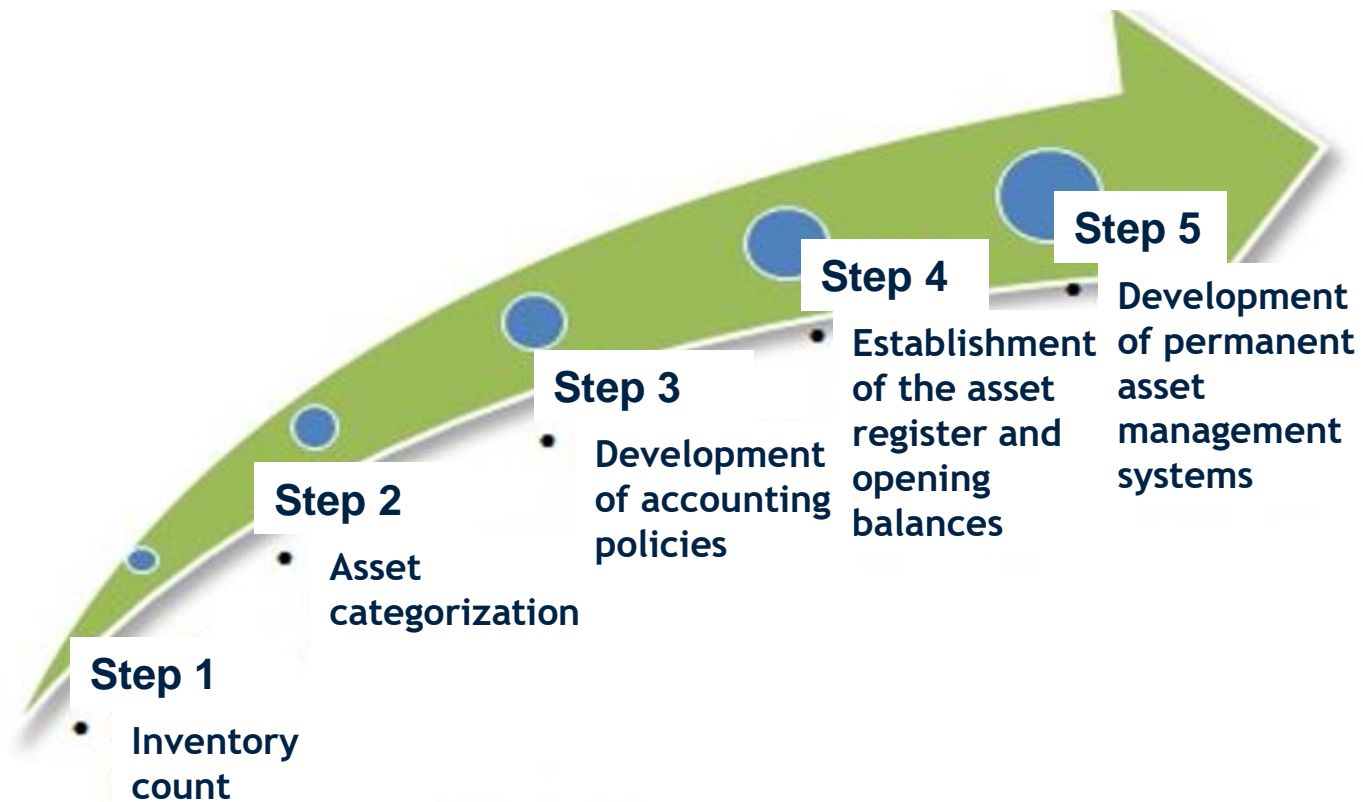 Step 1
• Inventory
count
Step 2
• Asset
categorization
Step 3
• Development
of accounting
policies
Step 4
• Establishment
of the asset
register and
opening
balances
Step 5
• Development
of permanent
asset
management
systems